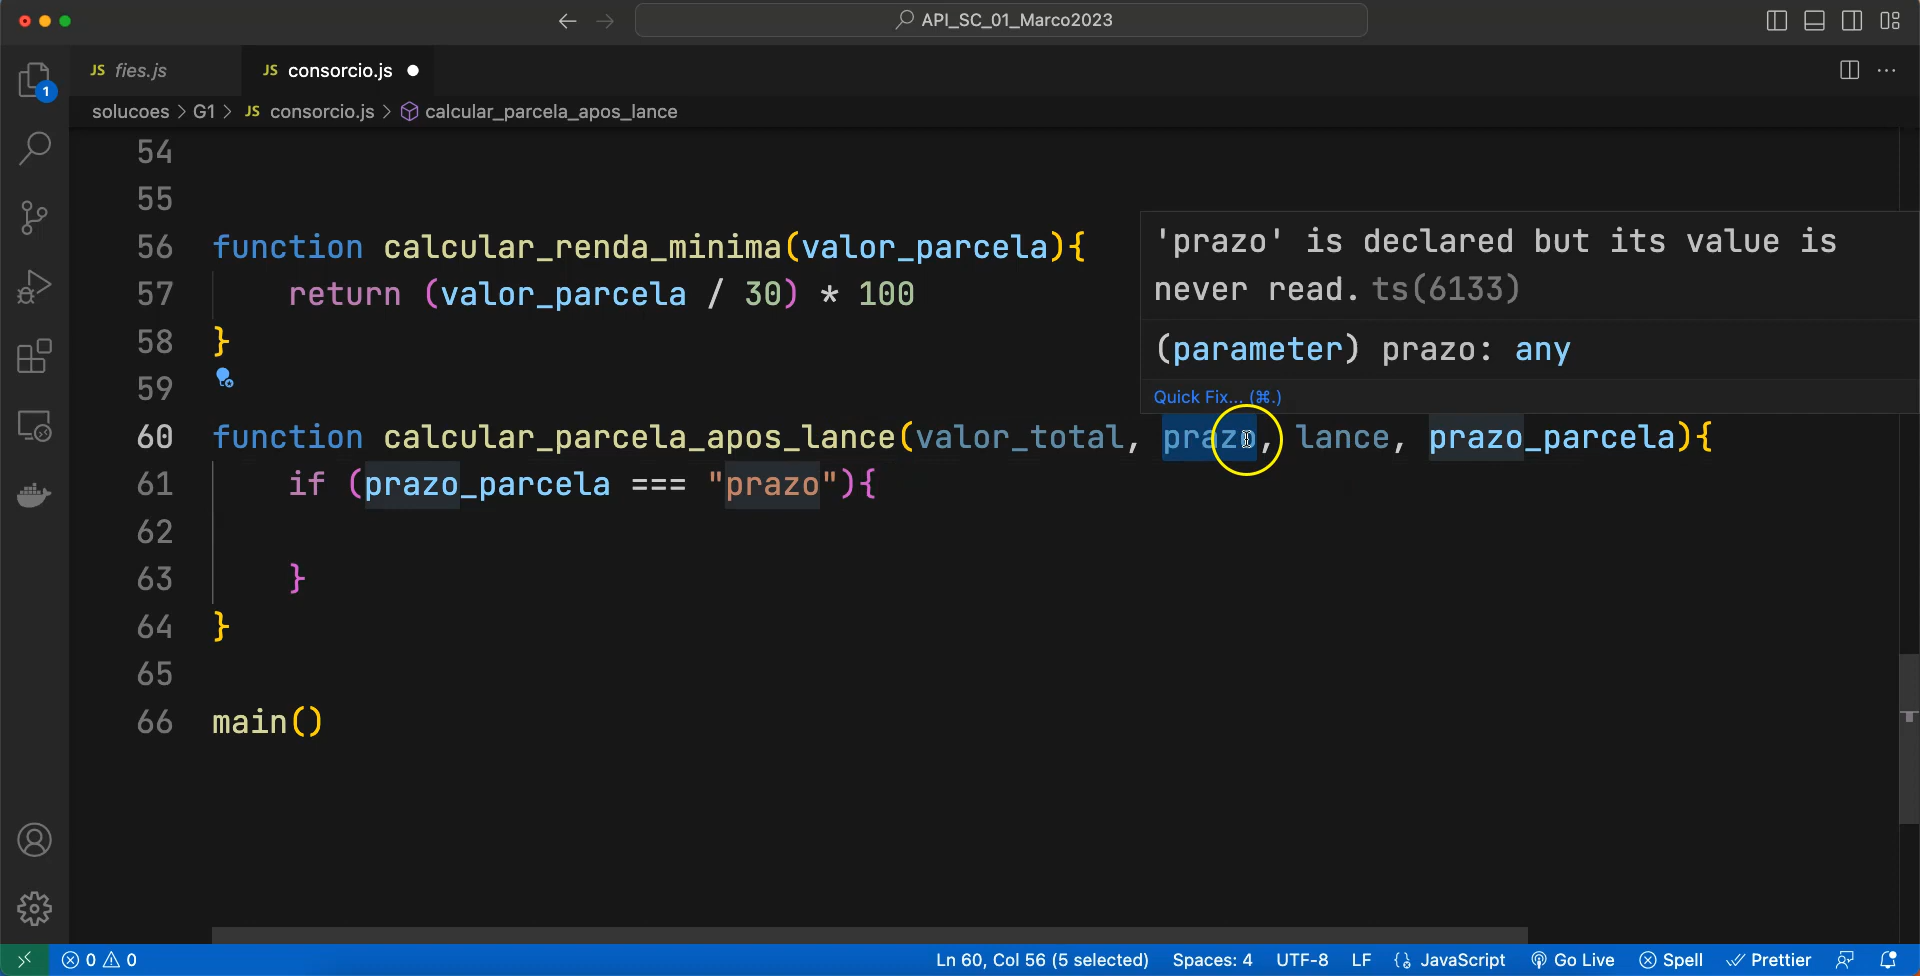 API_SC_01_Marco2023
JS fies.js
JS consorcio.js
1
solucoes > G1 > JS consorcio.js > calcular_parcela_apos_lance
54
55
56 function calcular_renda_minima(valor_parcela){
57 return (valor_parcela / 30) * 100
58 }
59
60 function calcular_parcela_apos_lance(valor_total, prazo, lance, prazo_parcela){
61 if (prazo_parcela === "prazo"){
62
63 }
64 }
65
66 main()
'prazo' is declared but its value is
never read. ts(6133)
(parameter) prazo: any
Quick Fix... (⌘.)
0 0 Ln 60, Col 56 (5 selected) Spaces: 4 UTF-8 LF {} JavaScript Go Live Spell Prettier